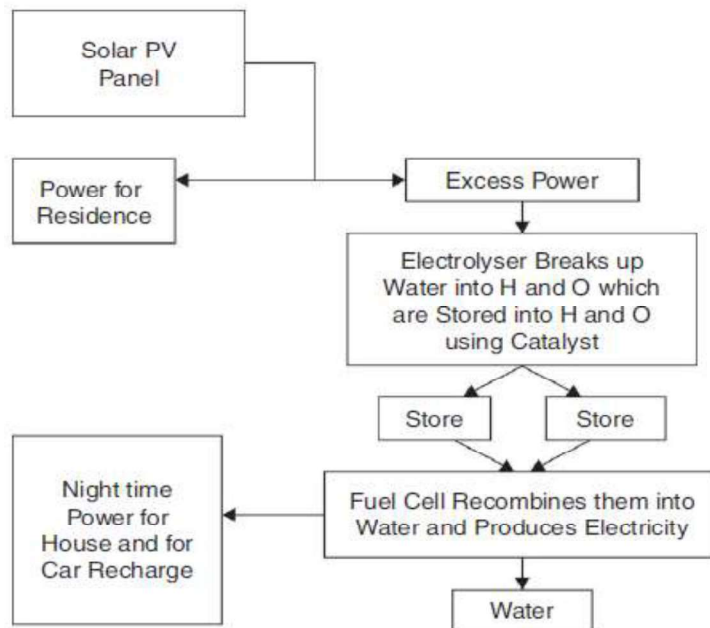 Solar PV
Panel
Power for
Residence
Excess Power
Electrolyser Breaks up
Water into H and O which
are Stored into H and O
using Catalyst
Store
Store
Night time
Power for
House and for
Car Recharge
Fuel Cell Recombines them into
Water and Produces Electricity
Water